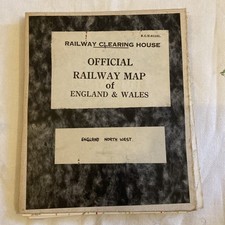 RAILWAY CLEARING HOUSE
OFFICIAL
RAILWAY MAP
of
ENGLAND & WALES
ENGLAND NORTH WEST